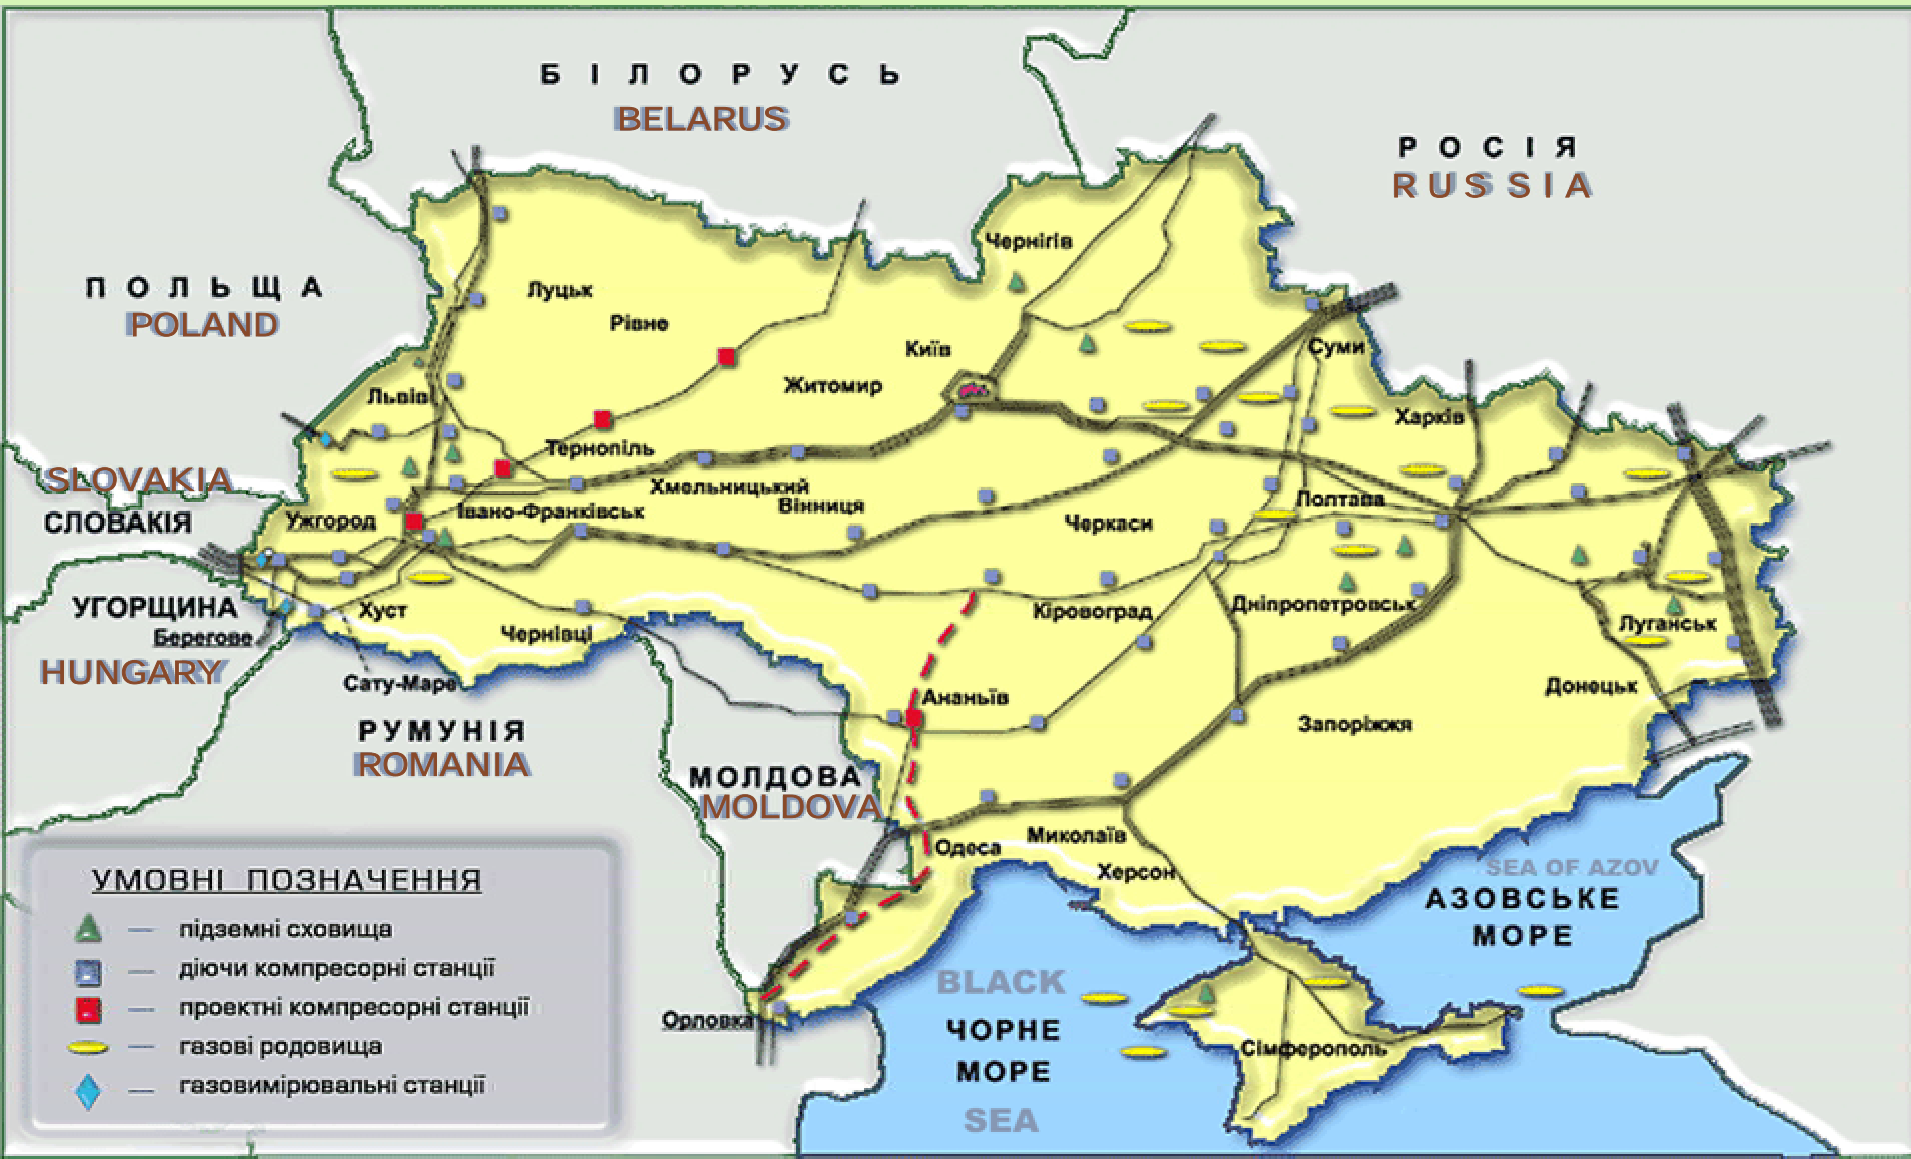 БІЛОРУСЬ
BELARUS
РОСІЯ
RUSSIA
ПОЛЬЩА
POLAND
Чернігів
Луцьк
Рівне
Київ
Житомир
Суми
Львів
Харків
Тернопіль
SLOVAKIA
СЛОВАКІЯ
Хмельницький
Вінниця
Полтава
Ужгород
Івано-Франківськ
Черкаси
УГОРЩИНА
Берегове
HUNGARY
Хуст
Чернівці
Кіровоград
Дніпропетровськ
Луганськ
Сату-Маре
Ананьїв
Донецьк
Запоріжжя
РУМУНІЯ
ROMANIA
МОЛДОВА
MOLDOVA
Одеса
Миколаїв
Херсон
SEA OF AZOV
АЗОВСЬКЕ
МОРЕ
Орловка
BLACK
ЧОРНЕ
МОРЕ
SEA
Сімферополь
УМОВНІ ПОЗНАЧЕННЯ
— підземні сховища
— діючи компресорні станції
— проектні компресорні станції
— газові родовища
— газовимірювальні станції